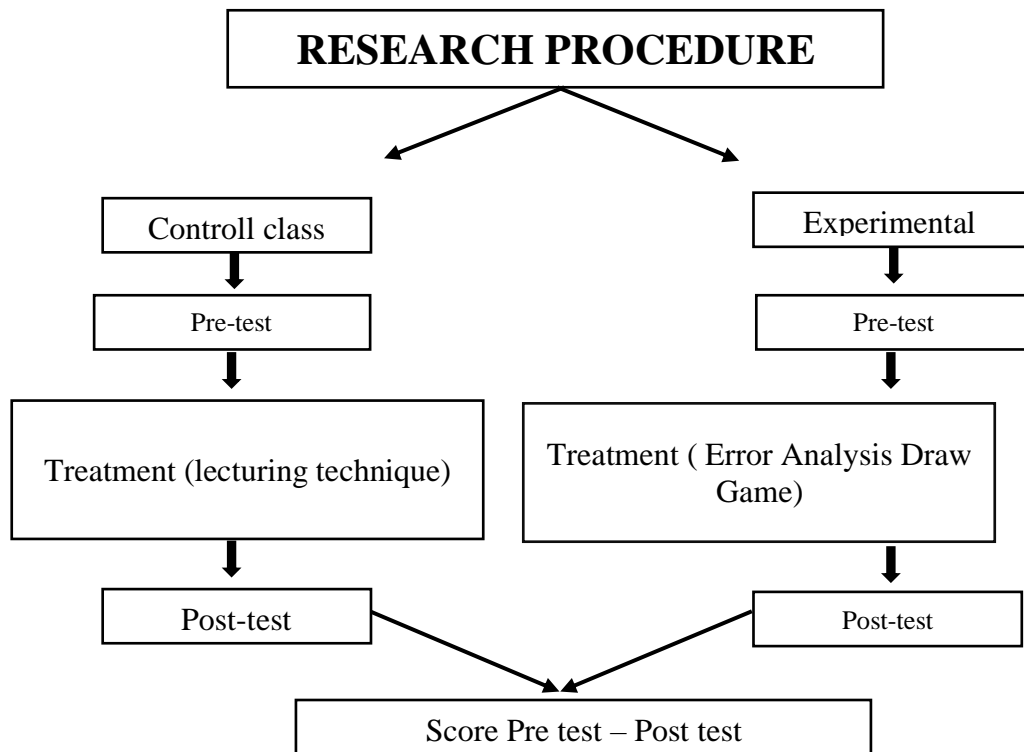 RESEARCH PROCEDURE
Controll class
Experimental
Pre-test
Pre-test
Treatment (lecturing technique)
Treatment ( Error Analysis Draw
Game)
Post-test
Post-test
Score Pre test – Post test